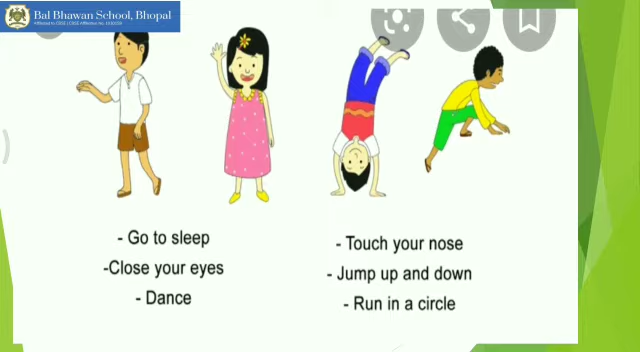 Bal Bhawan School, Bhopal
- Go to sleep
-Close your eyes
- Dance
- Touch your nose
- Jump up and down
- Run in a circle